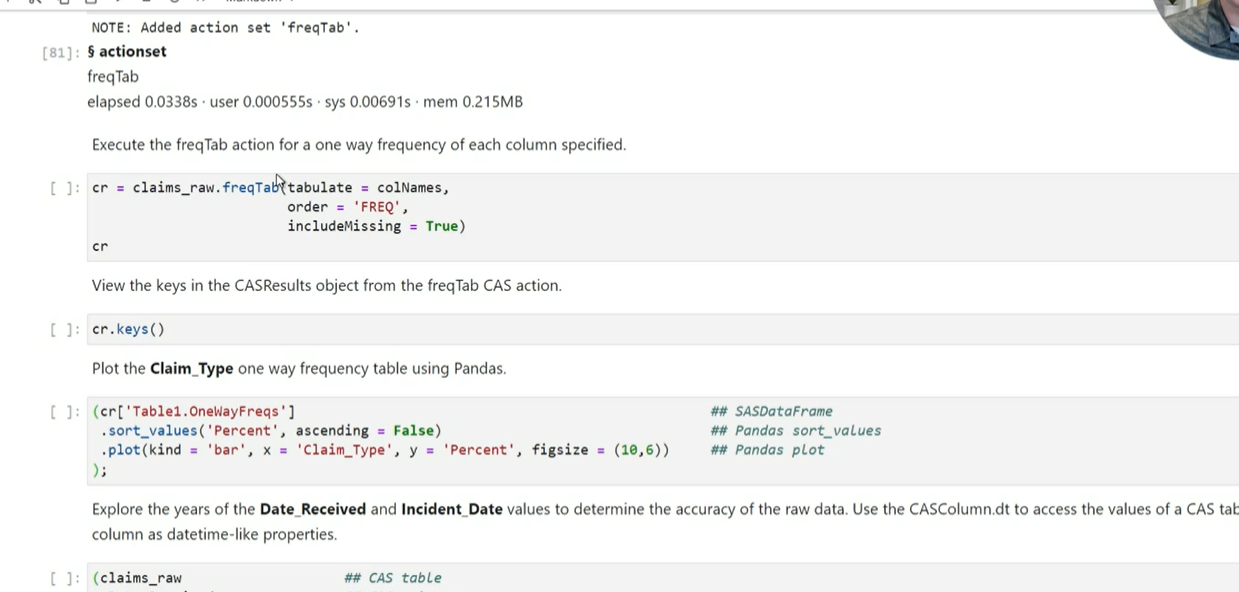 NOTE: Added action set 'freqTab'.
[81]: § actionset
freqTab
elapsed 0.0338s · user 0.000555s · sys 0.00691s · mem 0.215MB
Execute the freqTab action for a one way frequency of each column specified.
[ ]: cr = claims_raw.freqTab(tabulate = colNames,
order = 'FREQ',
includeMissing = True)
cr
View the keys in the CASResults object from the freqTab CAS action.
[ ]: cr.keys()
Plot the Claim_Type one way frequency table using Pandas.
[ ]: (cr['Table1.OneWayFreqs'] ## SASDataFrame
.sort_values('Percent', ascending = False) ## Pandas sort_values
.plot(kind = 'bar', x = 'Claim_Type', y = 'Percent', figsize = (10,6)) ## Pandas plot
);
Explore the years of the Date_Received and Incident_Date values to determine the accuracy of the raw data. Use the CASColumn.dt to access the values of a CAS tab
column as datetime-like properties.
[ ]: (claims_raw ## CAS table